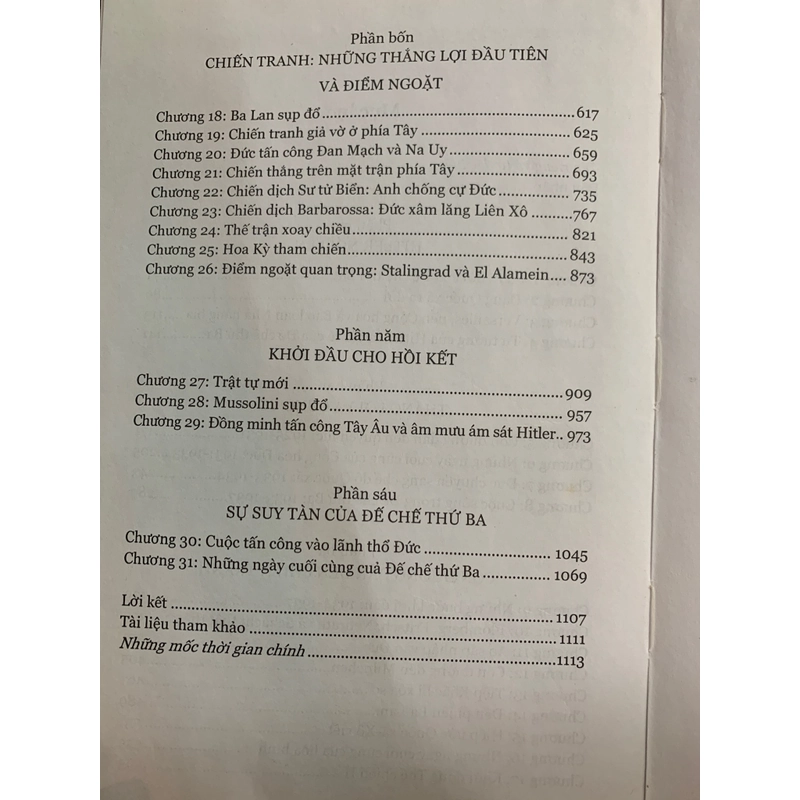 Phần bốn
CHIẾN TRANH: NHỮNG THẮNG LỢI ĐẦU TIÊN
VÀ ĐIỂM NGOẶT
Chương 18: Ba Lan sụp đổ 617
Chương 19: Chiến tranh giả vờ ở phía Tây 625
Chương 20: Đức tấn công Đan Mạch và Na Uy 659
Chương 21: Chiến thắng trên mặt trận phía Tây 693
Chương 22: Chiến dịch Sư tử Biển: Anh chống cự Đức 735
Chương 23: Chiến dịch Barbarossa: Đức xâm lăng Liên Xô 767
Chương 24: Thế trận xoay chiều 821
Chương 25: Hoa Kỳ tham chiến 843
Chương 26: Điểm ngoặt quan trọng: Stalingrad và El Alamein 873
Phần năm
KHỞI ĐẦU CHO HỒI KẾT
Chương 27: Trật tự mới 909
Chương 28: Mussolini sụp đổ 957
Chương 29: Đồng minh tấn công Tây Âu và âm mưu ám sát Hitler.. 973
Phần sáu
SỰ SUY TÀN CỦA ĐẾ CHẾ THỨ BA
Chương 30: Cuộc tấn công vào lãnh thổ Đức 1045
Chương 31: Những ngày cuối cùng cuả Đế chế thứ Ba 1069
Lời kết 1107
Tài liệu tham khảo 1111
Những mốc thời gian chính 1113